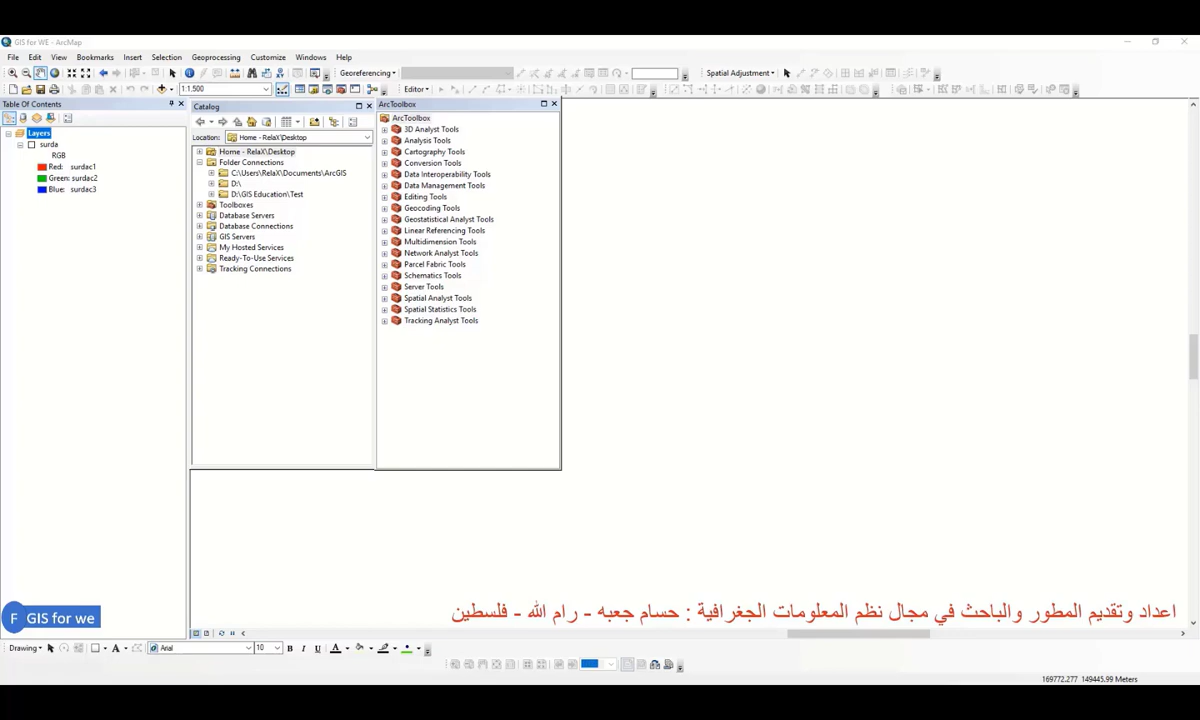 GIS for WE - ArcMap
File Edit View Bookmarks Insert Selection Geoprocessing Customize Windows Help
Georeferencing Spatial Adjustment
1:1,500 Editor
Table Of Contents
Layers
surda
RGB
Red: surdac1
Green: surdac2
Blue: surdac3
Catalog
Location: Home - RelaX\Desktop
Home - RelaX\Desktop
Folder Connections
C:\Users\RelaX\Documents\ArcGIS
D:\
D:\GIS Education\Test
Toolboxes
Database Servers
Database Connections
GIS Servers
My Hosted Services
Ready-To-Use Services
Tracking Connections
ArcToolbox
ArcToolbox
3D Analyst Tools
Analysis Tools
Cartography Tools
Conversion Tools
Data Interoperability Tools
Data Management Tools
Editing Tools
Geocoding Tools
Geostatistical Analyst Tools
Linear Referencing Tools
Multidimension Tools
Network Analyst Tools
Parcel Fabric Tools
Schematics Tools
Server Tools
Spatial Analyst Tools
Spatial Statistics Tools
Tracking Analyst Tools
F GIS for we
اعداد وتقديم المطور والباحث في مجال نظم المعلومات الجغرافية : حسام جعبه - رام الله - فلسطين
Drawing Arial 10 B I U A
169772.277 149445.99 Meters